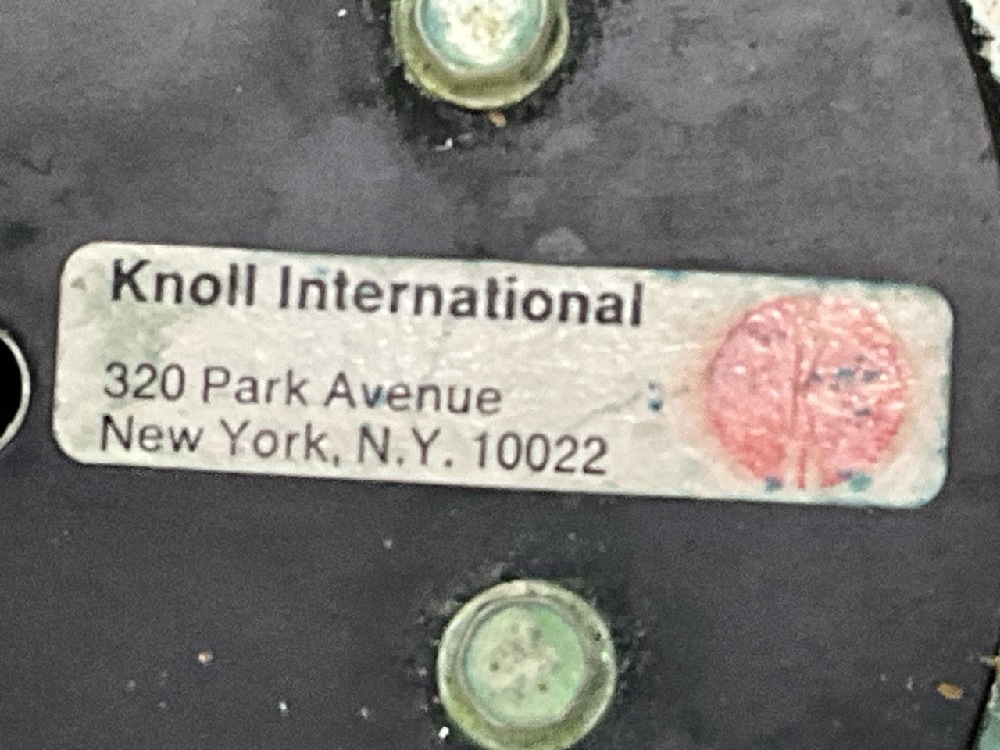 Knoll International
320 Park Avenue
New York, N.Y. 10022